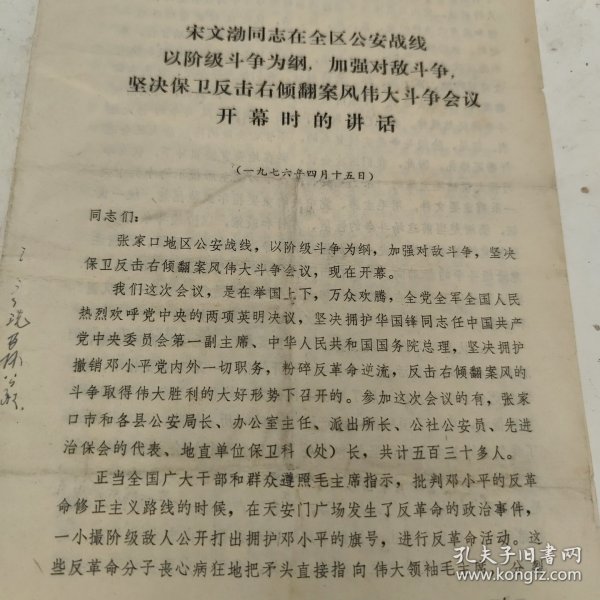 宋文渤同志在全区公安战线
以阶级斗争为纲，加强对敌斗争，
坚决保卫反击右倾翻案风伟大斗争会议
开幕时的讲话
（一九七六年四月十五日）
同志们：
张家口地区公安战线，以阶级斗争为纲，加强对敌斗争，坚决
保卫反击右倾翻案风伟大斗争会议，现在开幕。
我们这次会议，是在举国上下，万众欢腾，全党全军全国人民
热烈欢呼党中央的两项英明决议，坚决拥护华国锋同志任中国共产
党中央委员会第一副主席、中华人民共和国国务院总理，坚决拥护
撤销邓小平党内外一切职务，粉碎反革命逆流，反击右倾翻案风的
斗争取得伟大胜利的大好形势下召开的。参加这次会议的有，张家
口市和各县公安局长、办公室主任、派出所长、公社公安员、先进
治保会的代表、地直单位保卫科（处）长，共计五百三十多人。
正当全国广大干部和群众遵照毛主席指示，批判邓小平的反革
命修正主义路线的时候，在天安门广场发生了反革命的政治事件，
一小撮阶级敌人公开打出拥护邓小平的旗号，进行反革命活动。这
些反革命分子丧心病狂地把矛头直接指向伟大领袖毛主席，公
孔夫子旧书网